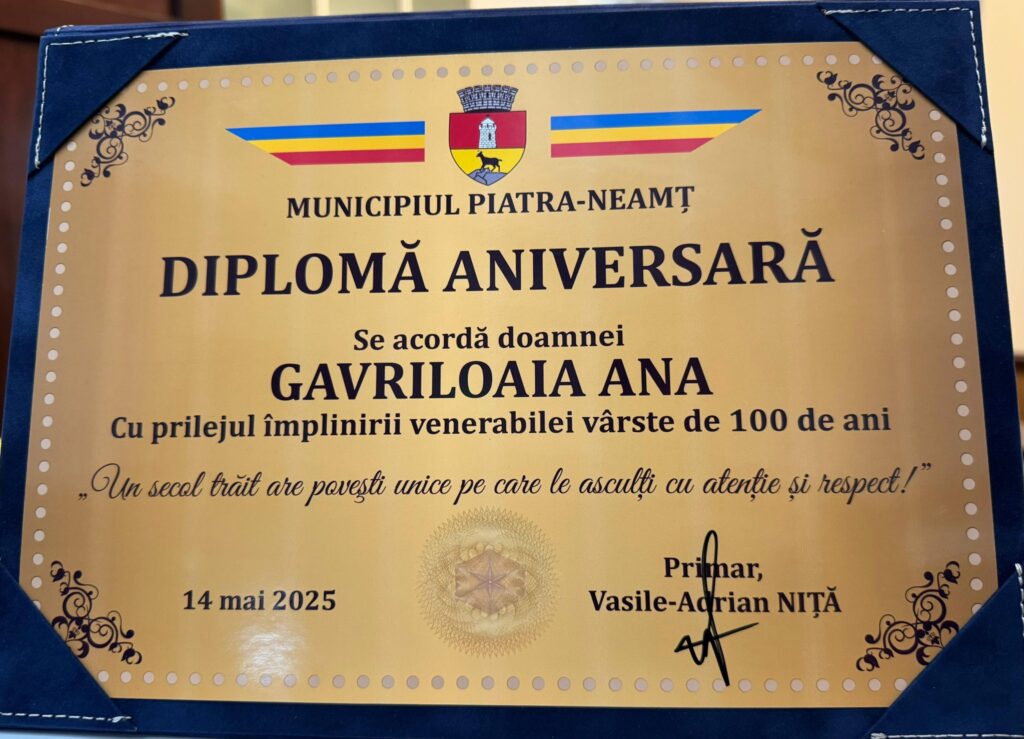 MUNICIPIUL PIATRA-NEAMȚ
DIPLOMĂ ANIVERSARĂ
Se acordă doamnei
GAVRILOAIA ANA
Cu prilejul împlinirii venerabilei vârste de 100 de ani
„Un secol trăit are povești unice pe care le asculți cu atenție și respect!”
14 mai 2025
Primar,
Vasile-Adrian NIȚĂ